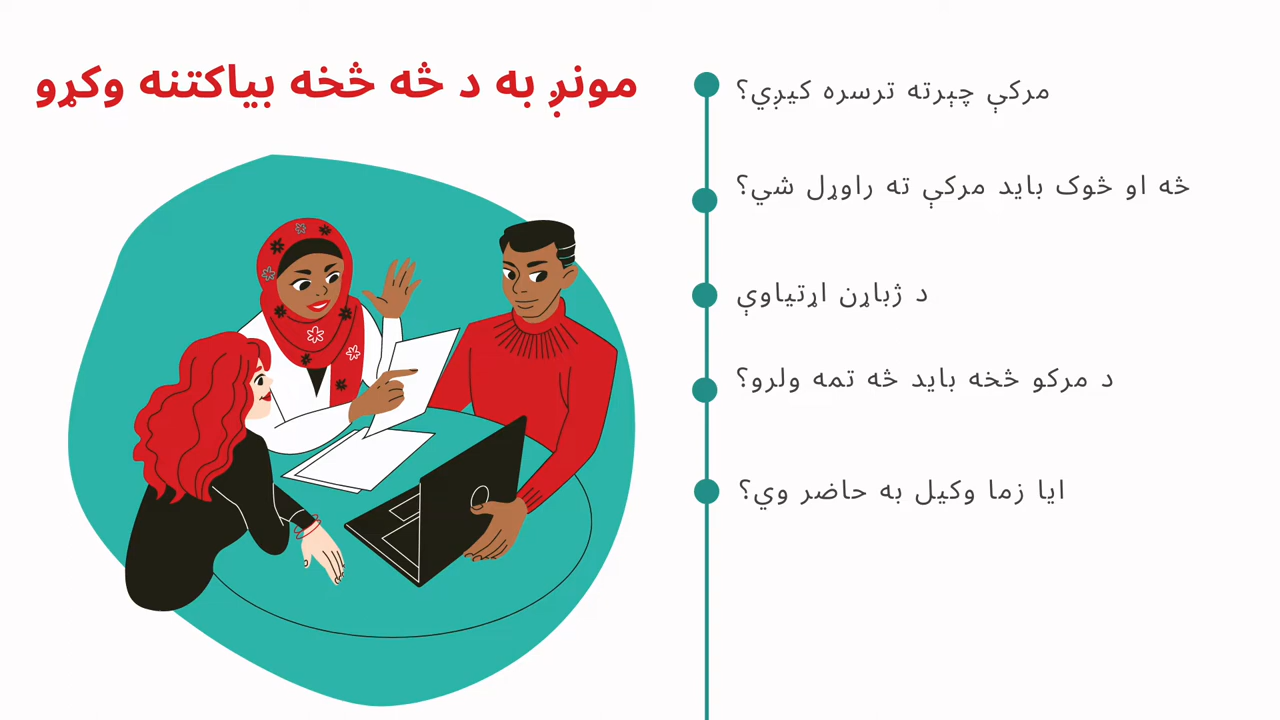 مونږ به د څه څخه بیاکتنه وکړو
مرکې چېرته ترسره کیږي؟
څه او څوک باید مرکې ته راوړل شي؟
د ژباړن اړتیاوې
د مرکو څخه باید څه تمه ولرو؟
ایا زما وکیل به حاضر وي؟